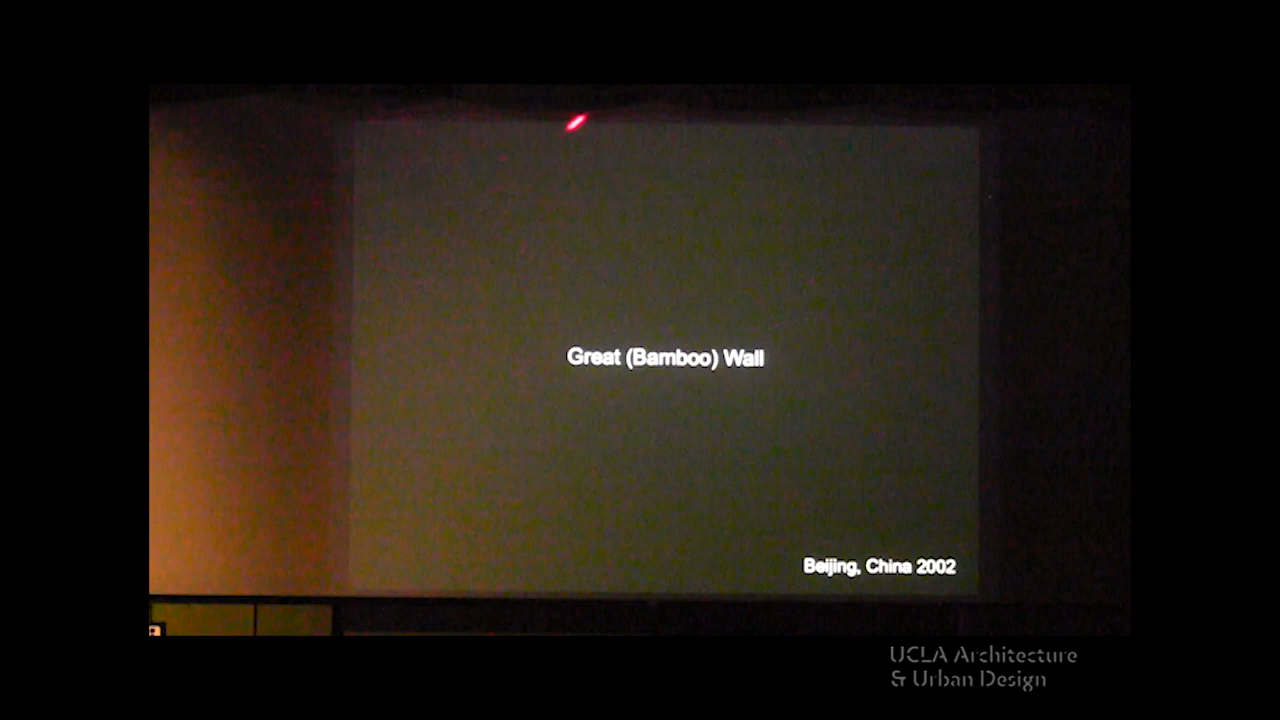 Great (Bamboo) Wall
Beijing, China 2002
UCLA Architecture
& Urban Design